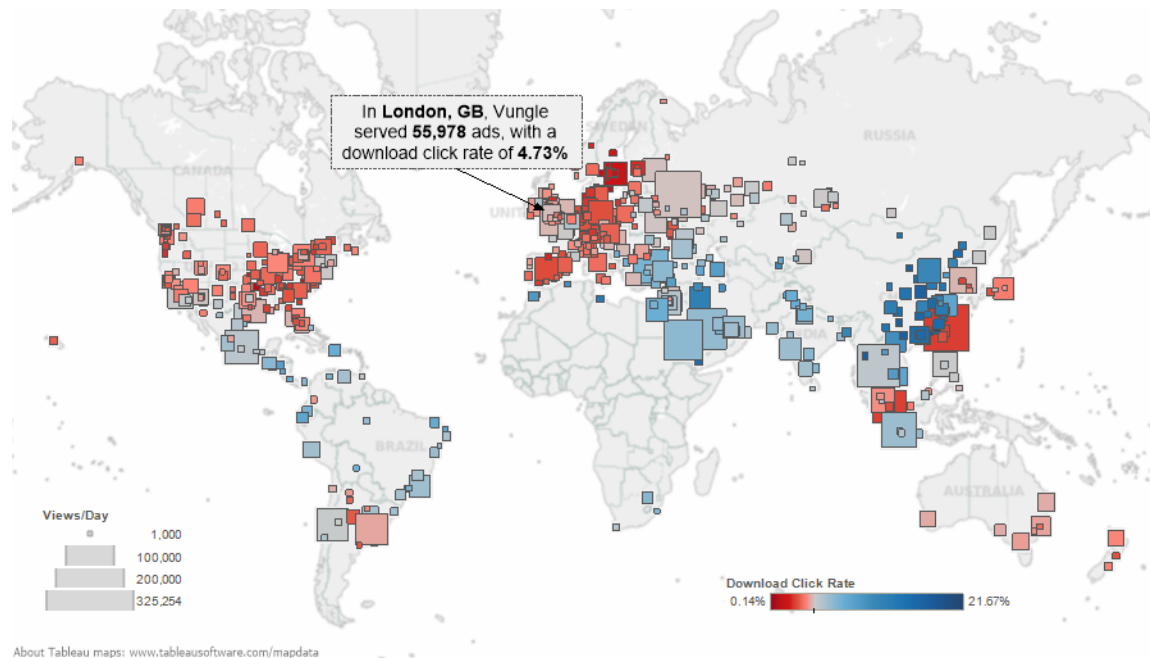 In London, GB, Vungle
served 55,978 ads, with a
download click rate of 4.73%
CANADA
RUSSIA
BRAZIL
AUSTRALIA
Views/Day
1,000
100,000
200,000
325,254
Download Click Rate
0.14%
21.67%
About Tableau maps: www.tableausoftware.com/mapdata